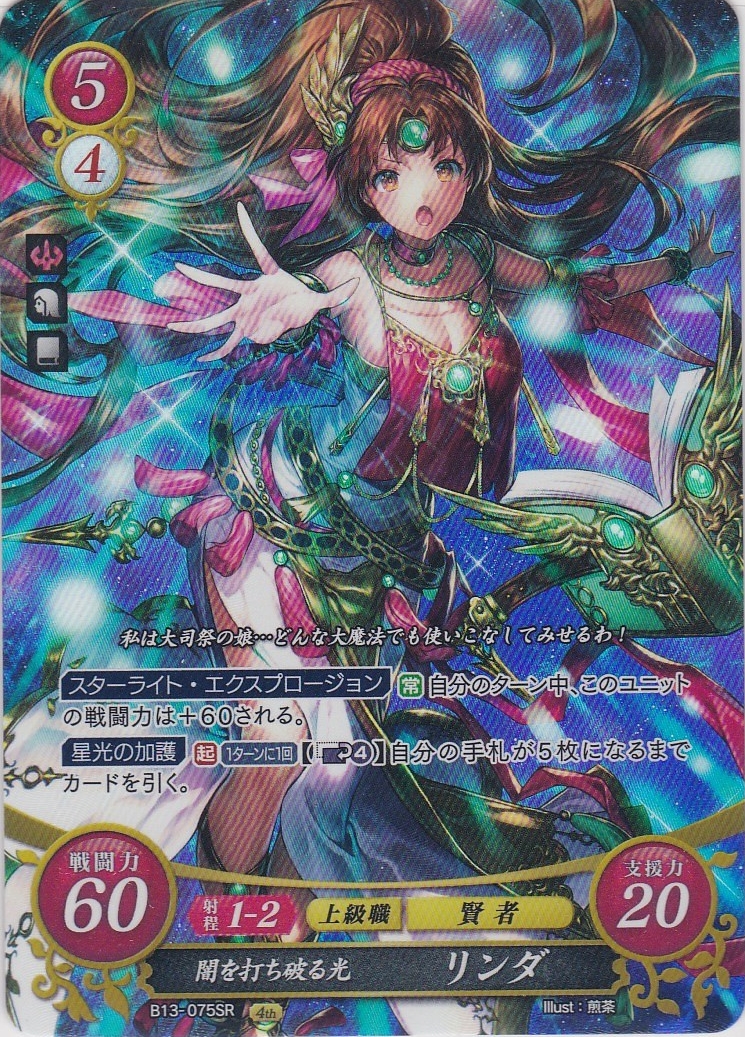 5
4
私は大司祭の娘…どんな大魔法でも使いこなしてみせるわ！
スターライト・エクスプロージョン 常 自分のターン中、このユニット
の戦闘力は＋60される。
星光の加護 起 1ターンに1回 【 4】自分の手札が5枚になるまで
カードを引く。
戦闘力 60
射程 1-2 上級職 賢者
支援力 20
闇を打ち破る光 リンダ
B13-075SR 4th Illust：煎茶